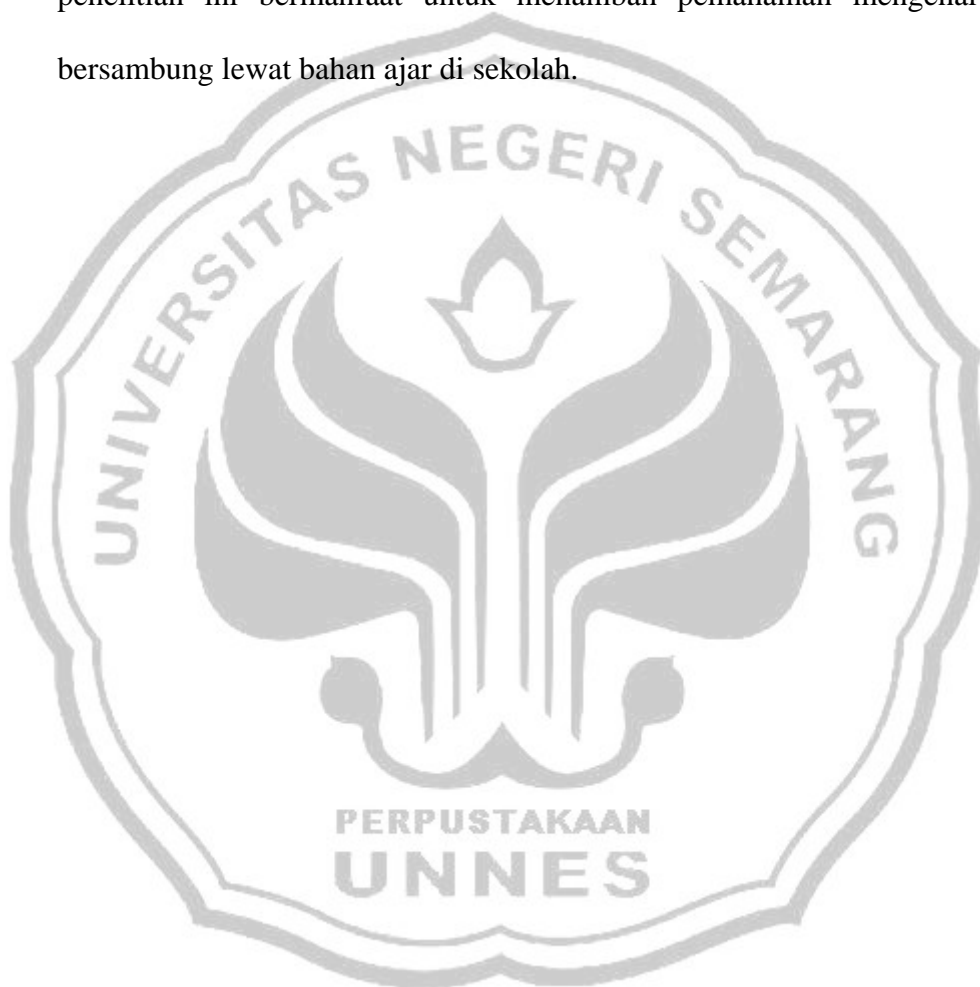 penelitian ini bermanfaat untuk menambah pemahaman mengenai
bersambung lewat bahan ajar di sekolah.
UNIVERSITAS NEGERI SEMARANG
PERPUSTAKAAN
UNNES